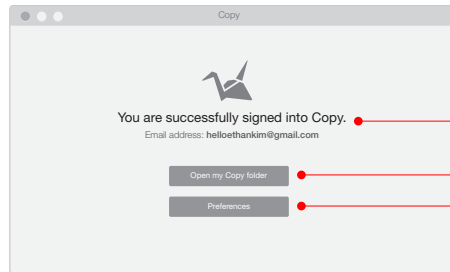 Copy
You are successfully signed into Copy.
Email address: helloethankim@gmail.com
Open my Copy folder
Preferences